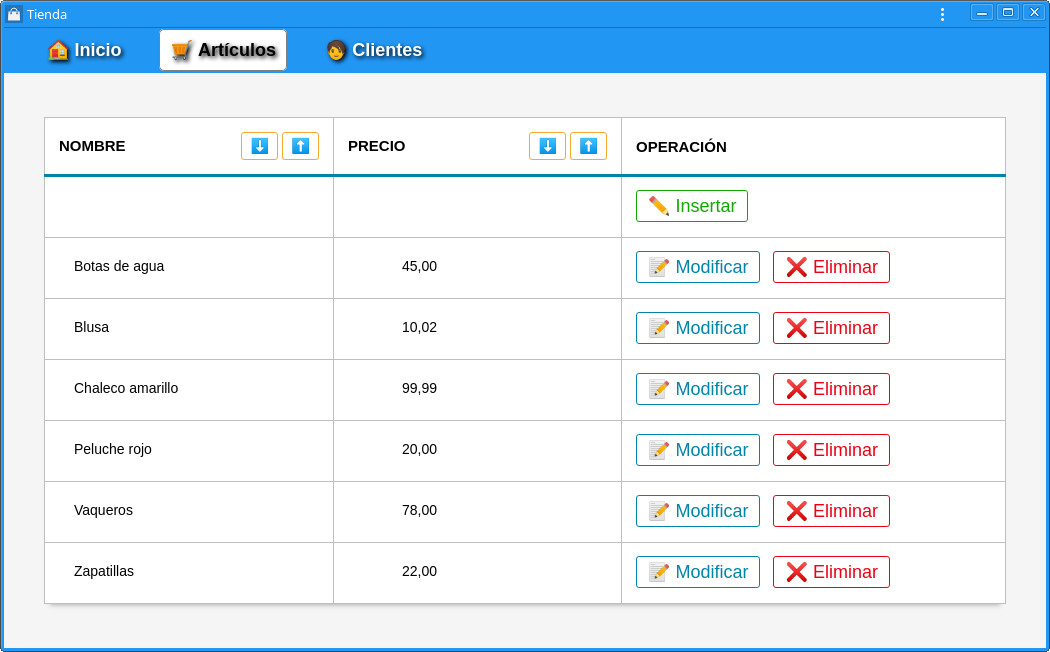 Tienda
Inicio Artículos Clientes
NOMBRE PRECIO OPERACIÓN
Insertar
Botas de agua 45,00 Modificar Eliminar
Blusa 10,02 Modificar Eliminar
Chaleco amarillo 99,99 Modificar Eliminar
Peluche rojo 20,00 Modificar Eliminar
Vaqueros 78,00 Modificar Eliminar
Zapatillas 22,00 Modificar Eliminar